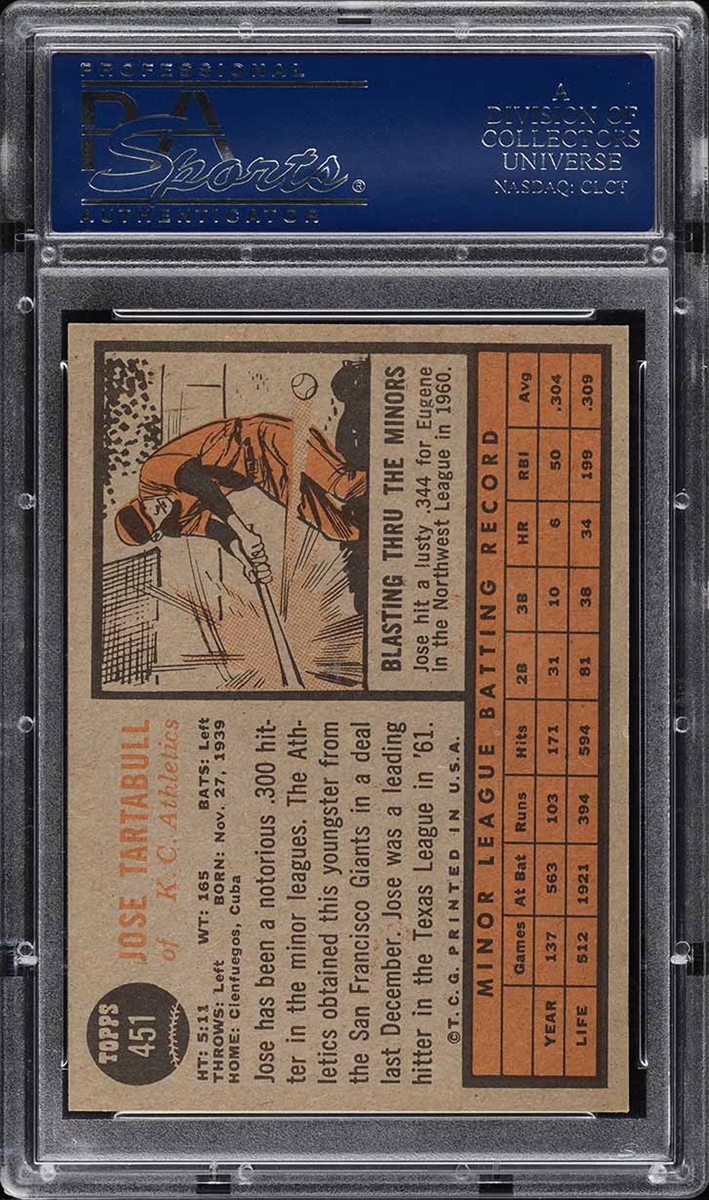 PROFESSIONAL
PSA
Sports®
AUTHENTICATOR
A
DIVISION OF
COLLECTORS
UNIVERSE
NASDAQ: CLCT
TOPPS
451
JOSE TARTABULL
of K. C. Athletics
HT: 5:11 WT: 165 BATS: Left
THROWS: Left BORN: Nov. 27, 1939
HOME: Cienfuegos, Cuba
Jose has been a notorious .300 hit-
ter in the minor leagues. The Ath-
letics obtained this youngster from
the San Francisco Giants in a deal
last December. Jose was a leading
hitter in the Texas League in '61.
©T.C.G. PRINTED IN U.S.A.
BLASTING THRU THE MINORS
Jose hit a lusty .344 for Eugene
in the Northwest League in 1960.
MINOR LEAGUE BATTING RECORD
Games At Bat Runs Hits 2B 3B HR RBI Avg
YEAR 137 563 103 171 31 10 6 50 .304
LIFE 512 1921 394 594 81 38 34 199 .309